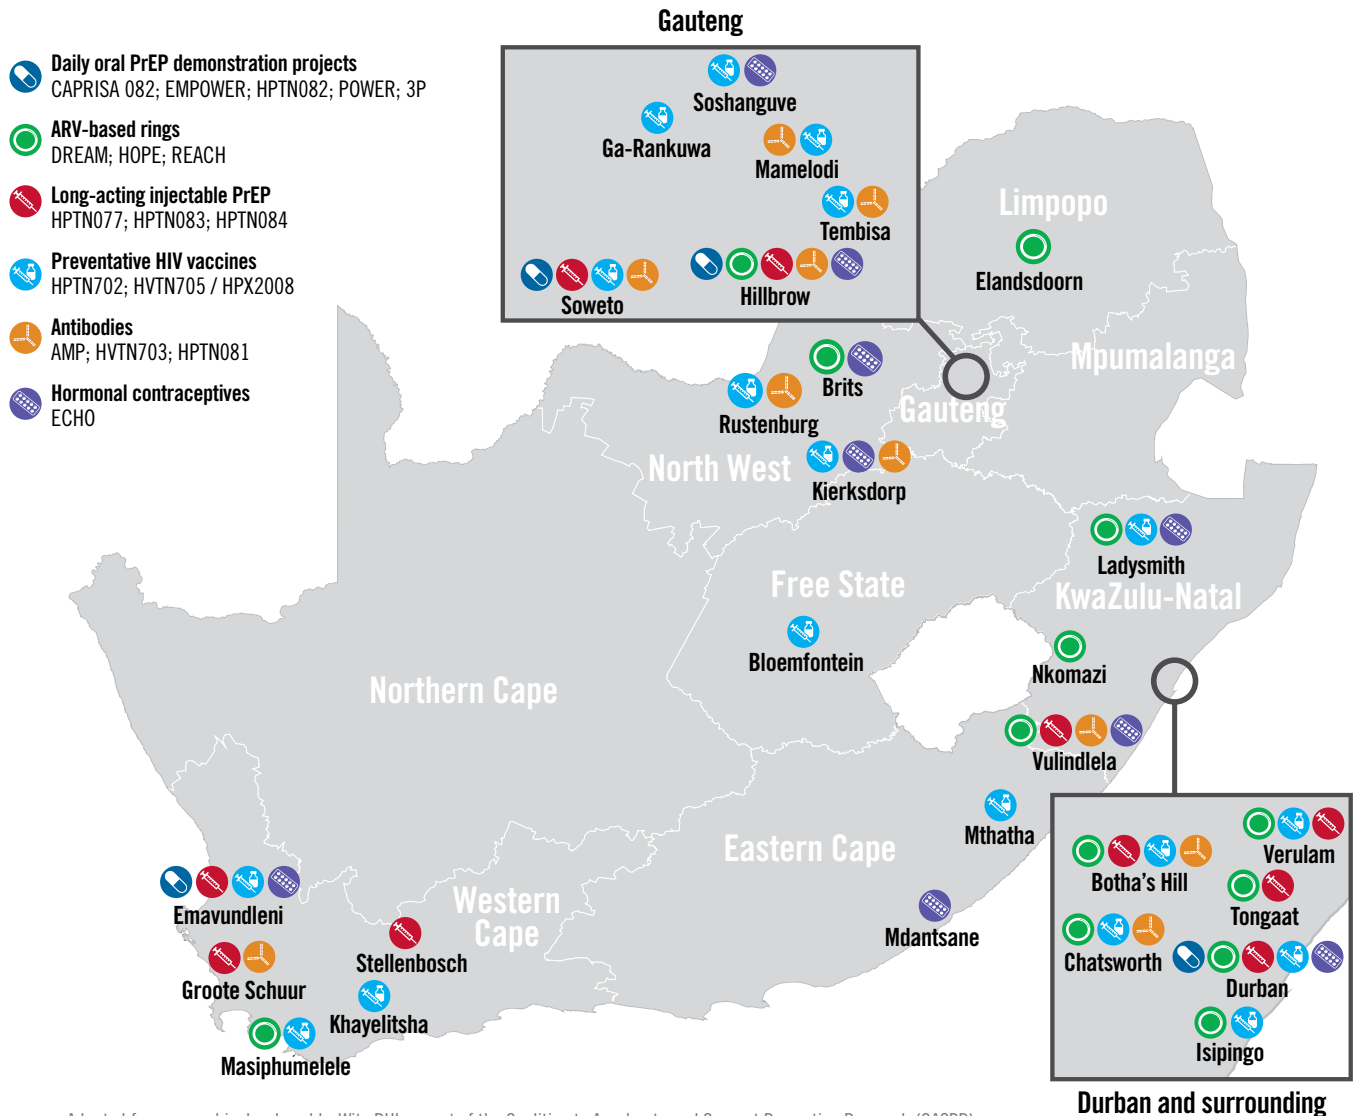 Gauteng
Daily oral PrEP demonstration projects
CAPRISA 082; EMPOWER; HPTN082; POWER; 3P
ARV-based rings
DREAM; HOPE; REACH
Long-acting injectable PrEP
HPTN077; HPTN083; HPTN084
Preventative HIV vaccines
HPTN702; HVTN705 / HPX2008
Antibodies
AMP; HVTN703; HPTN081
Hormonal contraceptives
ECHO
Soshanguve
Ga-Rankuwa
Mamelodi
Tembisa
Soweto
Hillbrow
Limpopo
Elandsdoorn
Mpumalanga
Brits
Gauteng
Rustenburg
North West
Kierksdorp
Ladysmith
KwaZulu-Natal
Free State
Bloemfontein
Nkomazi
Northern Cape
Vulindlela
Mthatha
Eastern Cape
Mdantsane
Western
Cape
Emavundleni
Stellenbosch
Groote Schuur
Khayelitsha
Masiphumelele
Verulam
Botha's Hill
Tongaat
Chatsworth
Durban
Isipingo
Durban and surrounding